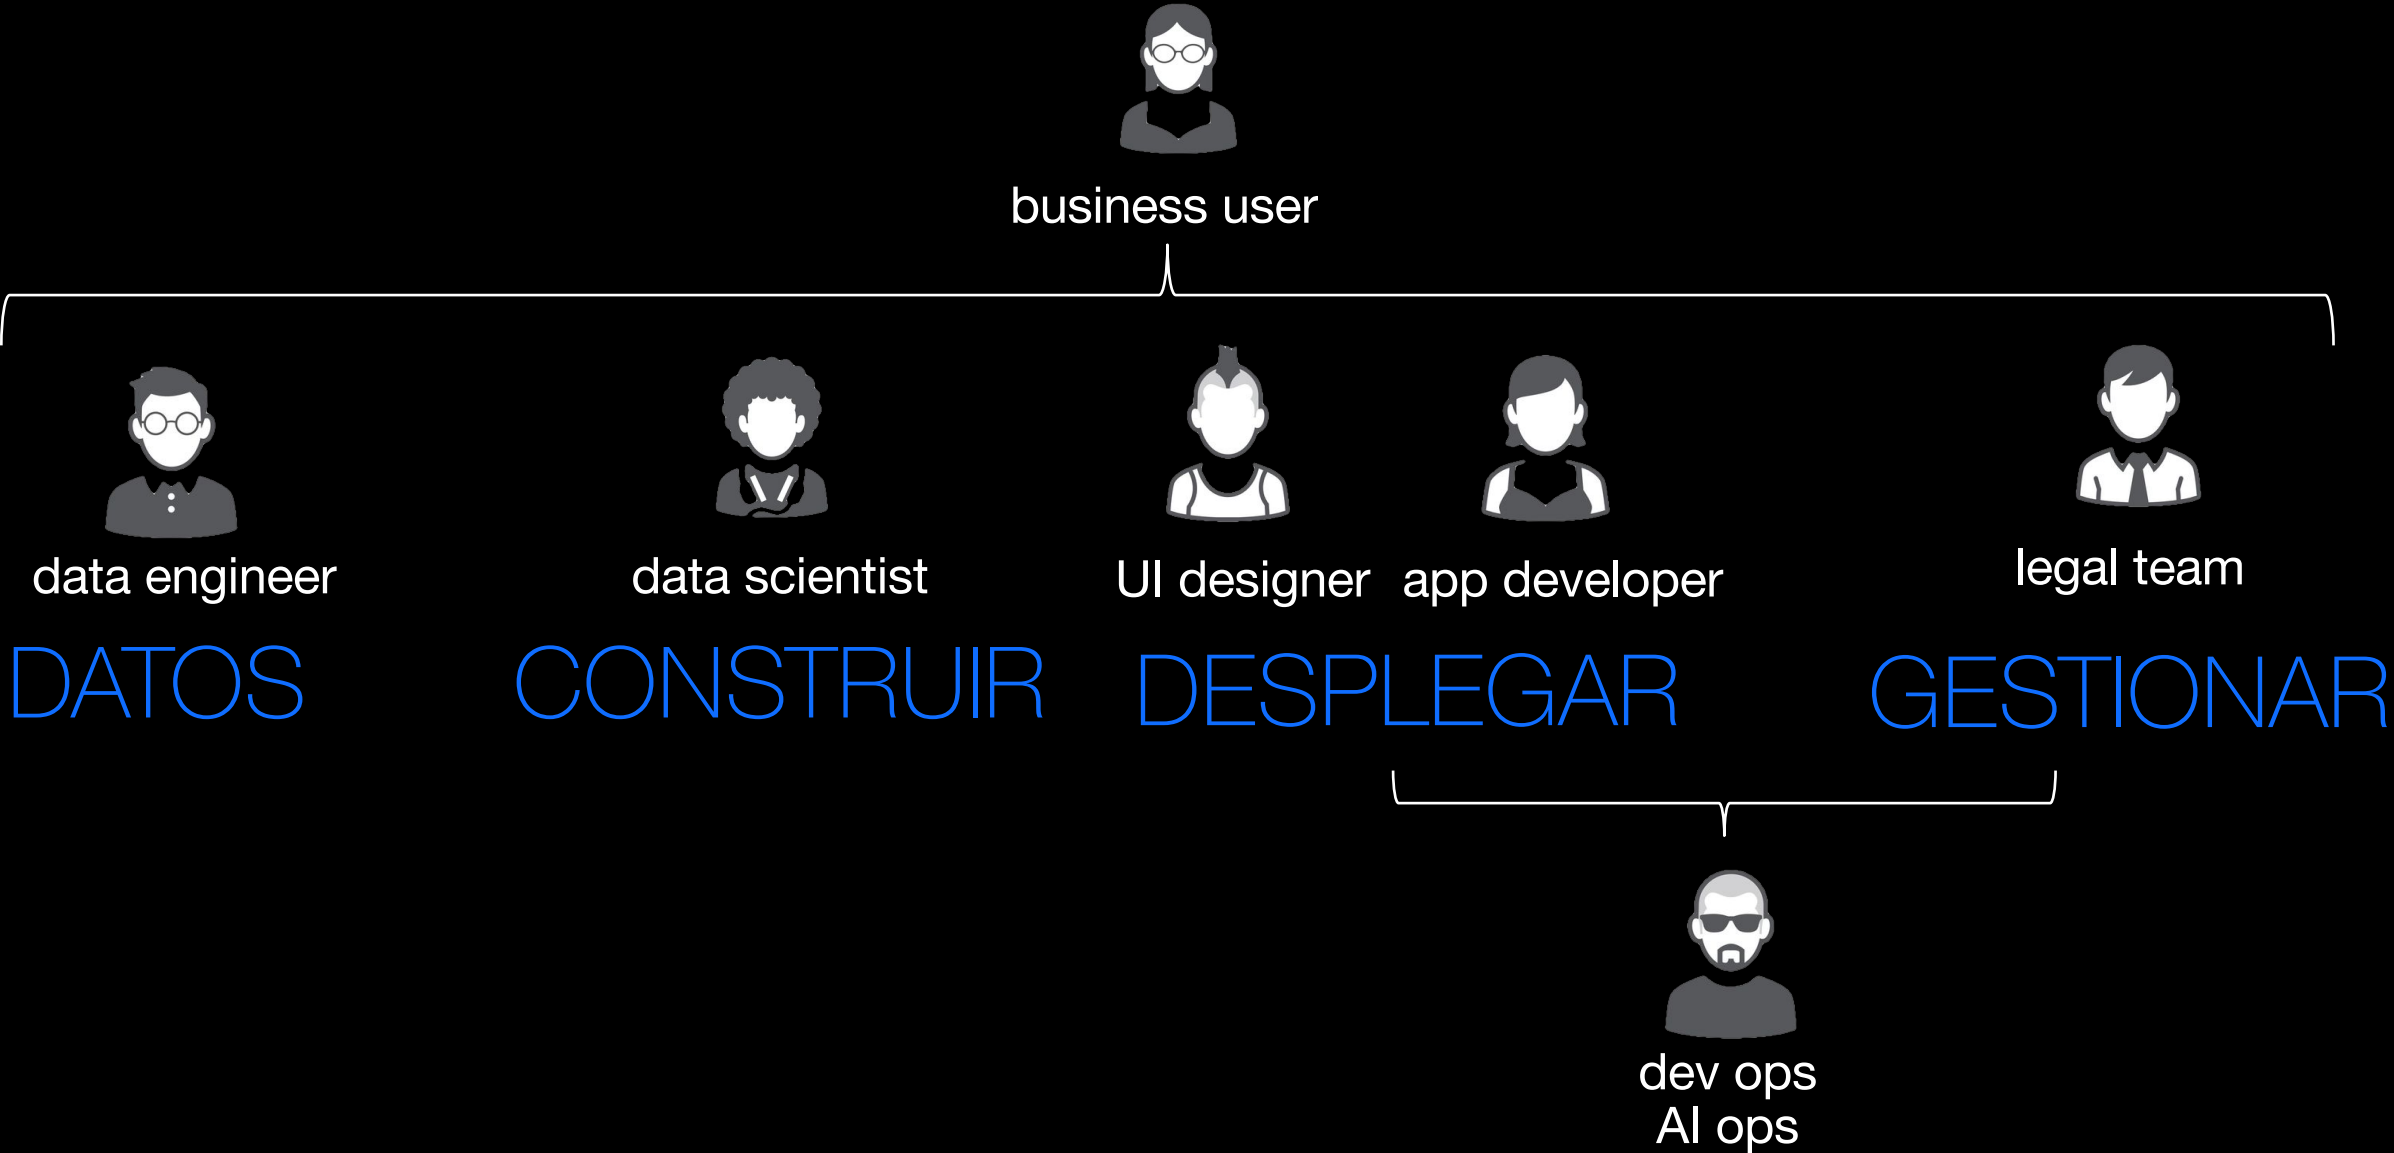 business user
data engineer
data scientist
UI designer
app developer
legal team
DATOS
CONSTRUIR
DESPLEGAR
GESTIONAR
dev ops
AI ops